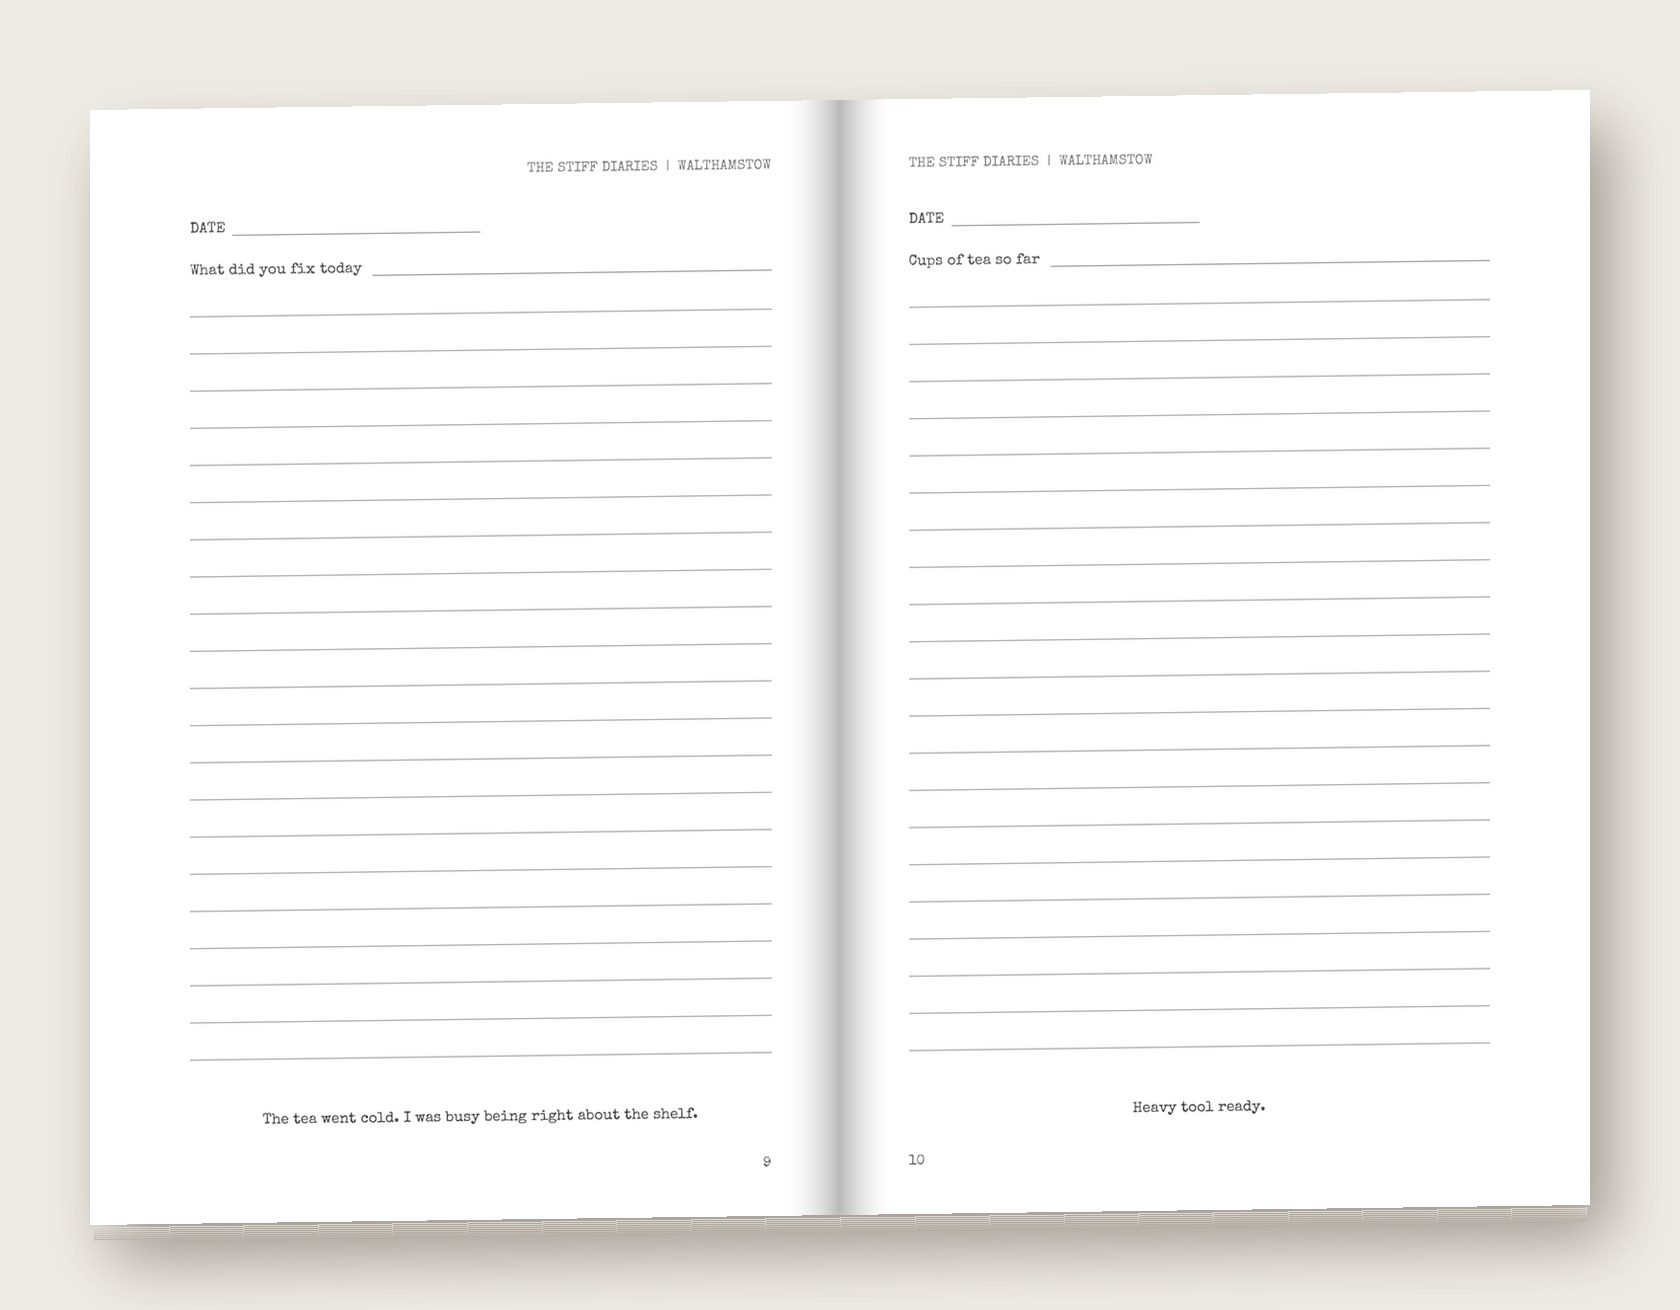 THE STIFF DIARIES | WALTHAMSTOW
DATE
What did you fix today
The tea went cold. I was busy being right about the shelf.
9
THE STIFF DIARIES | WALTHAMSTOW
DATE
Cups of tea so far
Heavy tool ready.
10